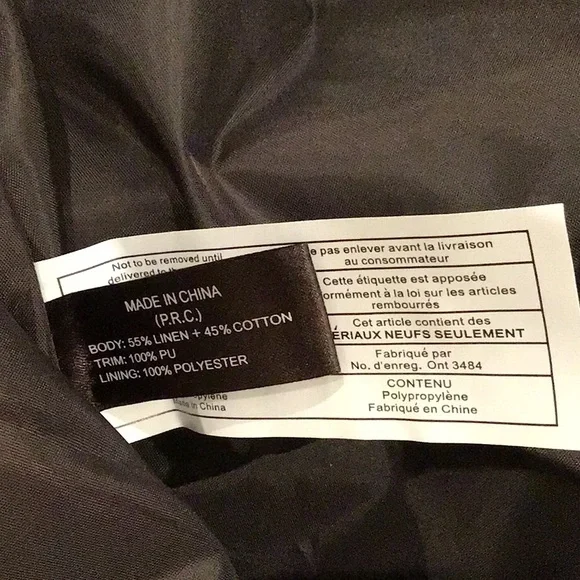 Not to be removed until
delivered to the
MADE IN CHINA
(P.R.C.)
BODY: 55% LINEN + 45% COTTON
TRIM: 100% PU
LINING: 100% POLYESTER
Made in China
e pas enlever avant la livraison
au consommateur
Cette étiquette est apposée
formément à la loi sur les articles
rembourrés
Cet article contient des
ÉRIAUX NEUFS SEULEMENT
Fabriqué par
No. d'enreg. Ont 3484
CONTENU
Polypropylène
Fabriqué en Chine